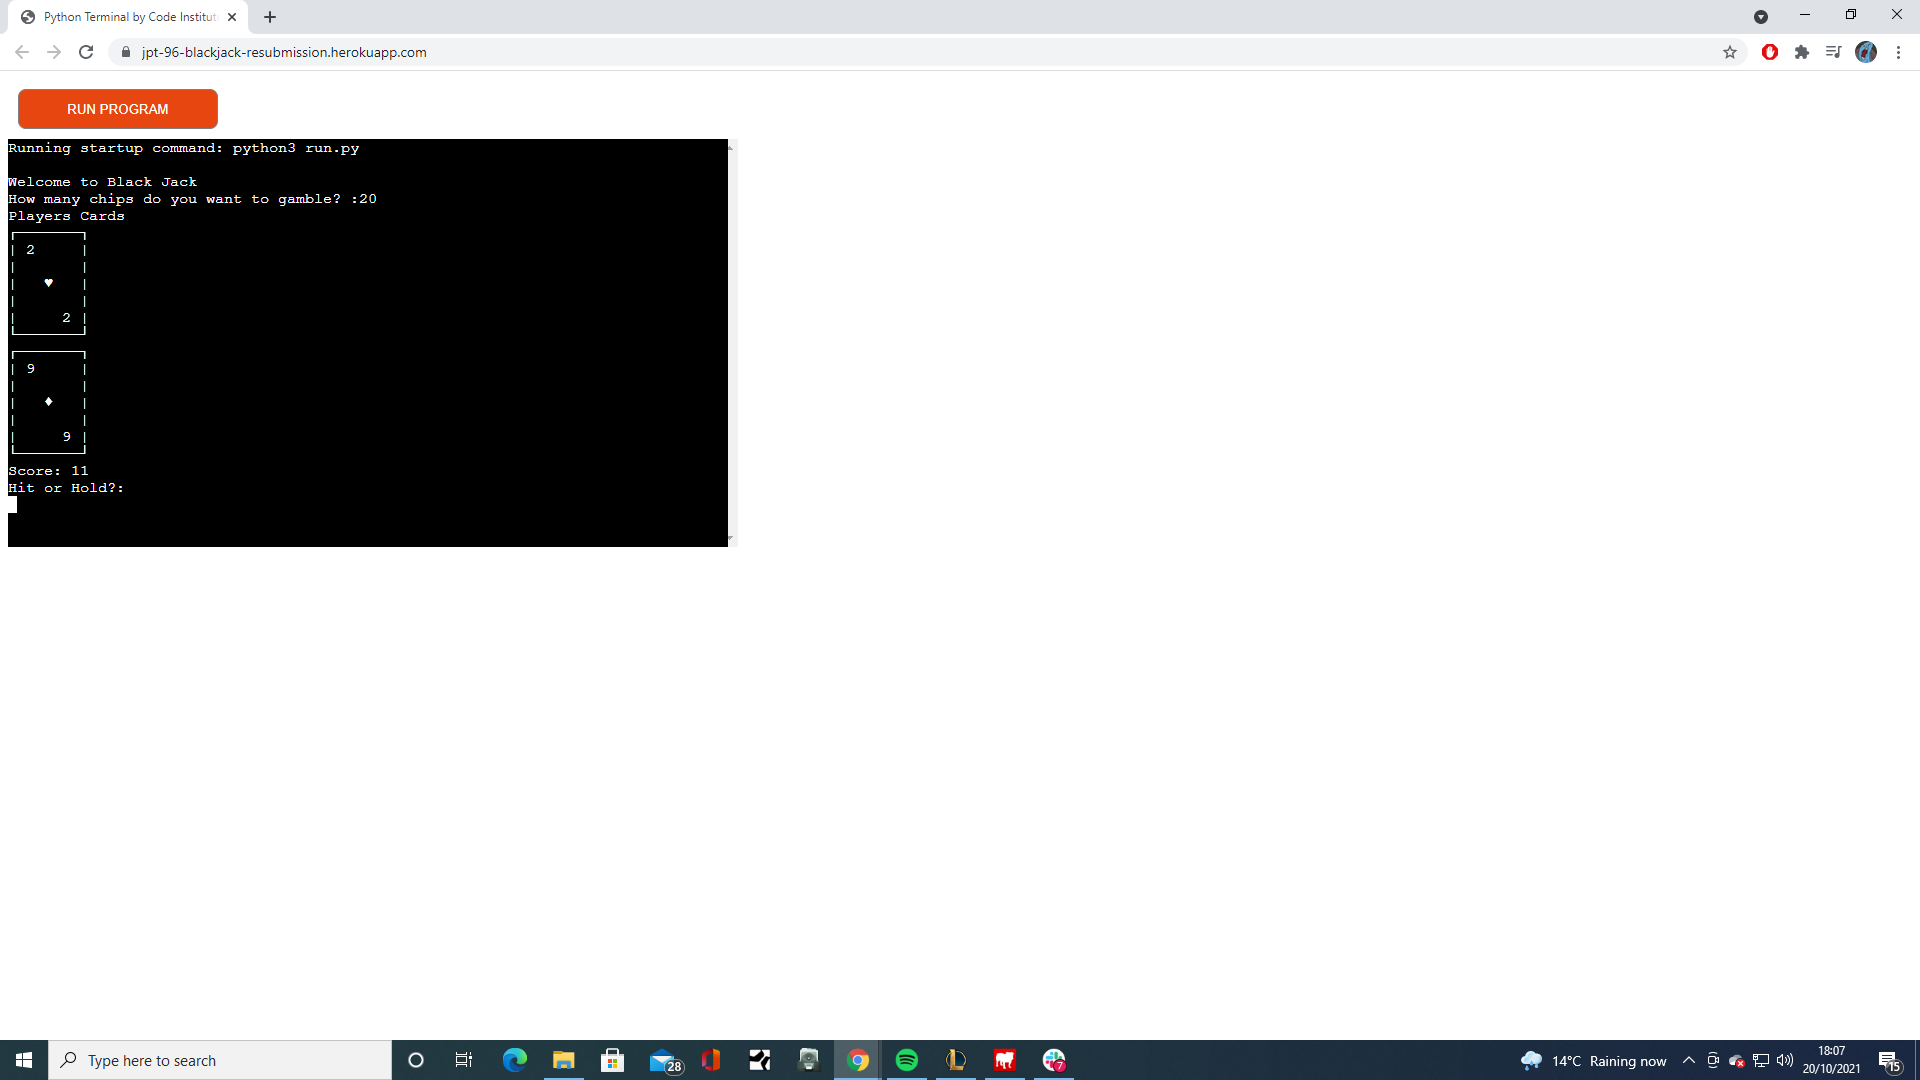 Python Terminal by Code Institut
jpt-96-blackjack-resubmission.herokuapp.com
RUN PROGRAM
Running startup command: python3 run.py
Welcome to Black Jack
How many chips do you want to gamble? :20
Players Cards
2
♥
2
9
♦
9
Score: 11
Hit or Hold?:
Type here to search
28
7
14°C Raining now
18:07
20/10/2021
15